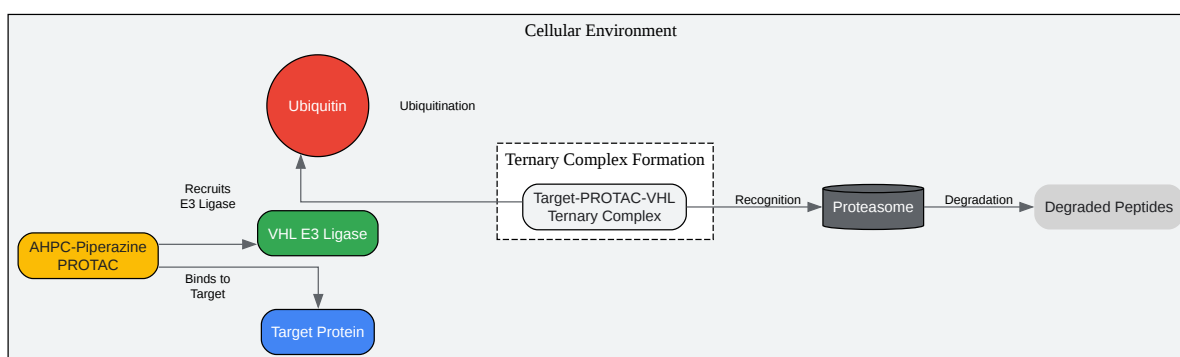 Cellular Environment
Ubiquitin
Ubiquitination
Ternary Complex Formation
Recruits
E3 Ligase
Target-PROTAC-VHL
Ternary Complex
Recognition
Proteasome
Degradation
Degraded Peptides
VHL E3 Ligase
AHPC-Piperazine
PROTAC
Binds to
Target
Target Protein